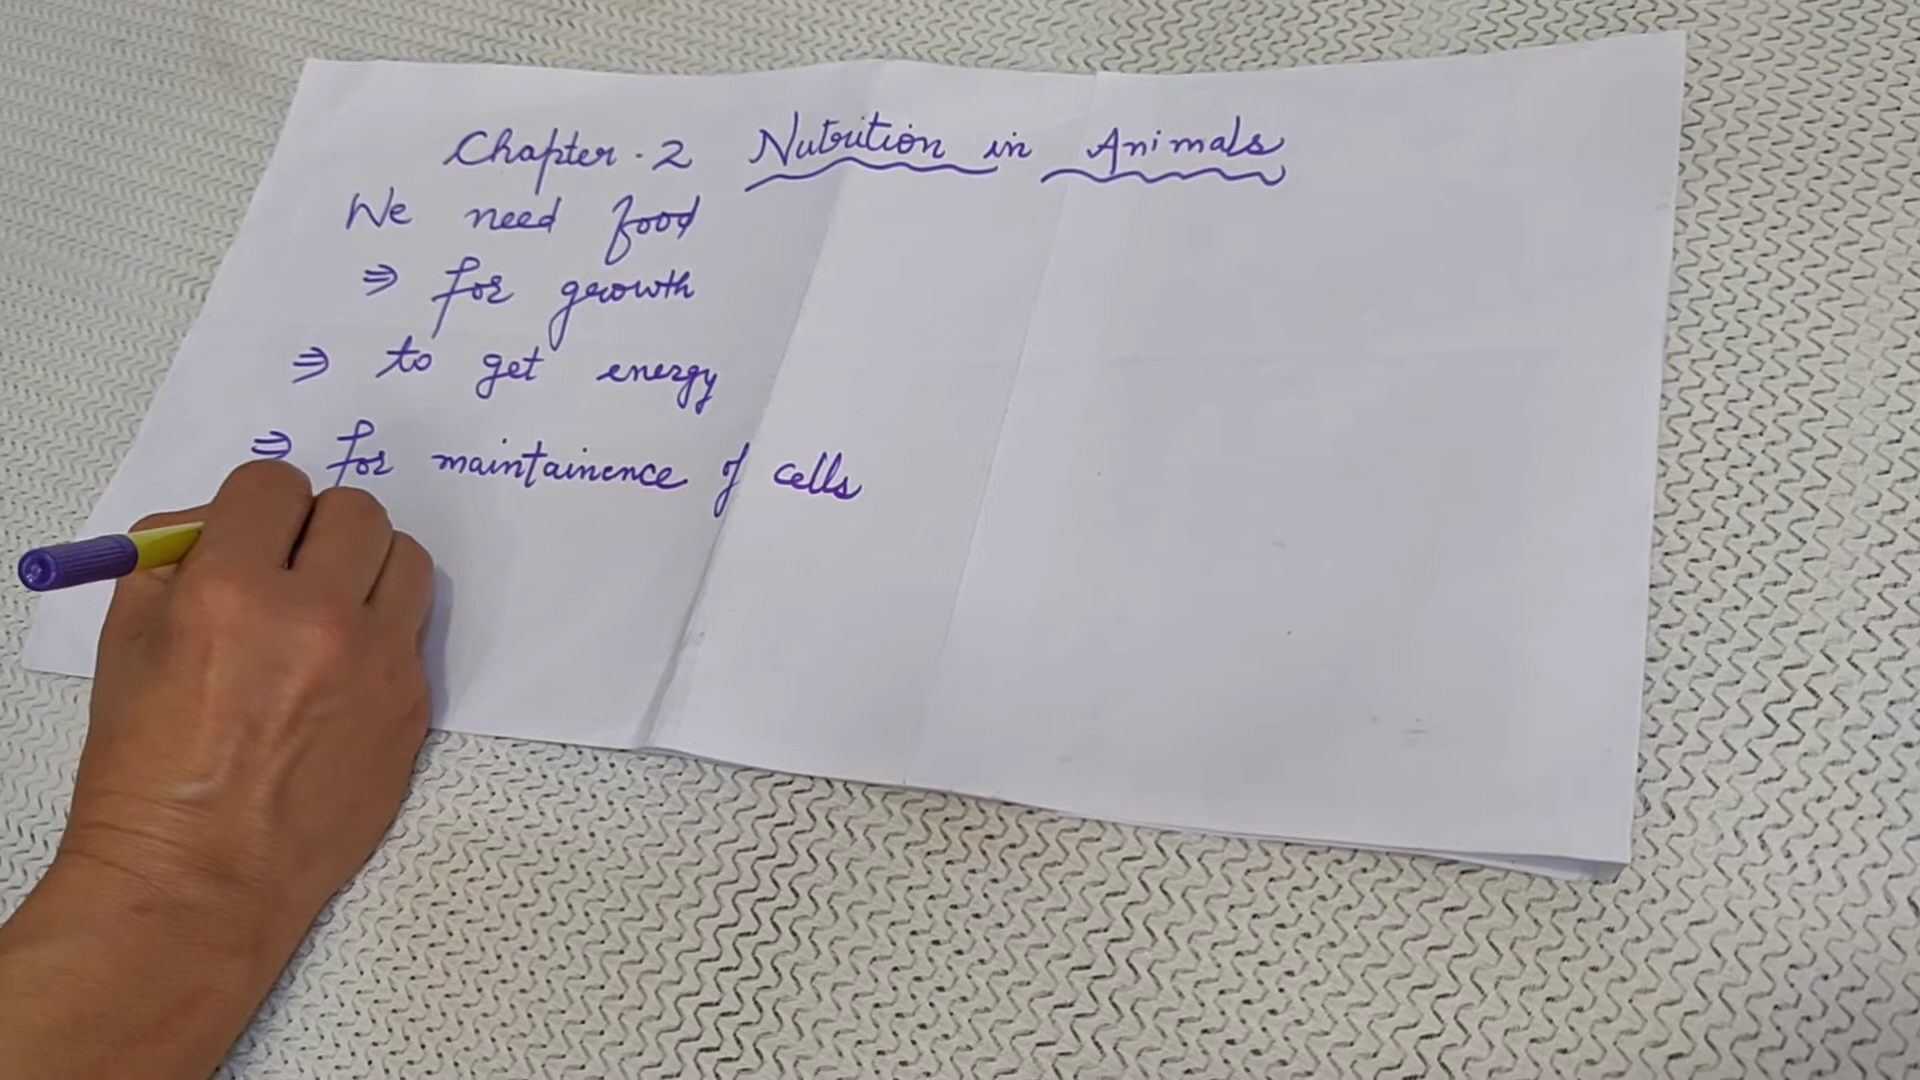 Chapter - 2 Nutrition in Animals
We need food
⇒ for growth
⇒ to get energy
⇒ for maintainence of cells